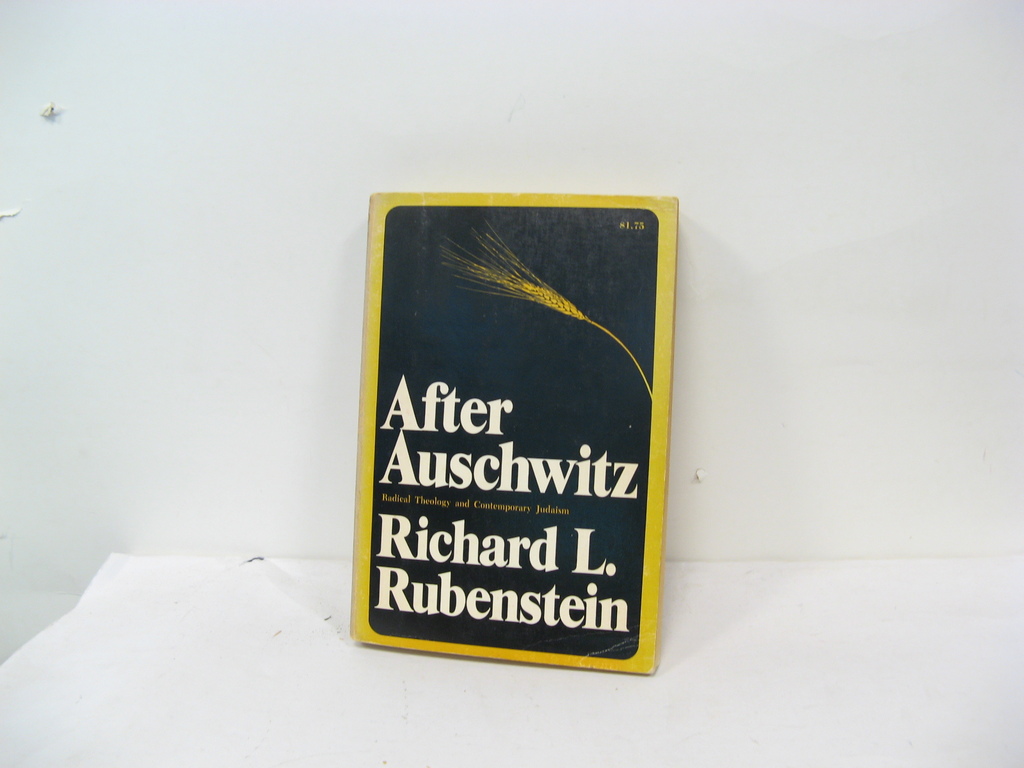 $1.75
After
Auschwitz
Radical Theology and Contemporary Judaism
Richard L.
Rubenstein